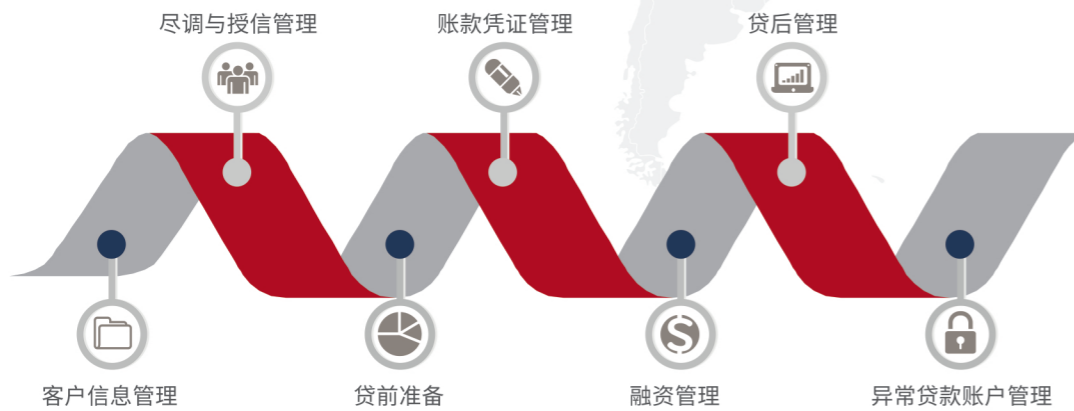 尽调与授信管理
账款凭证管理
贷后管理
客户信息管理
贷前准备
融资管理
异常贷款账户管理